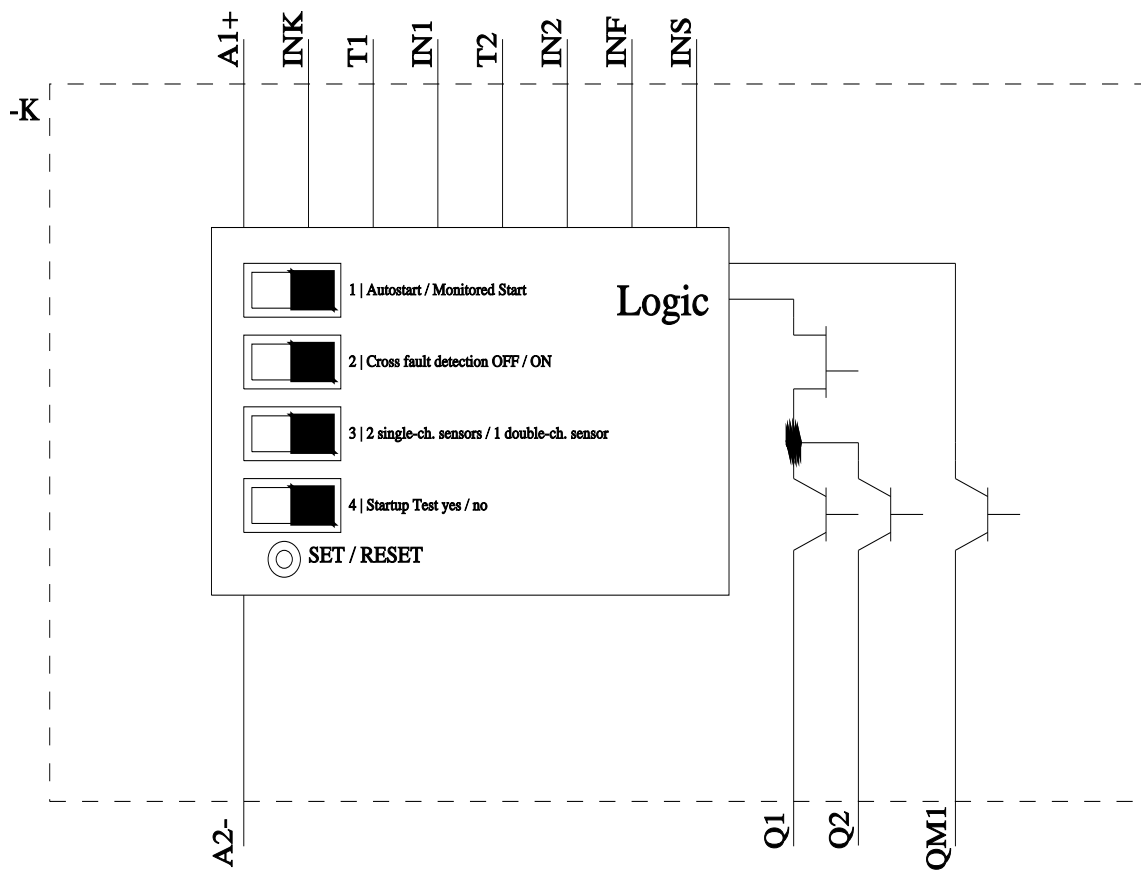 A1+
INK
T1
IN1
T2
IN2
INF
INS
-K
1 | Autostart / Monitored Start
Logic
2 | Cross fault detection OFF / ON
3 | 2 single-ch. sensors / 1 double-ch. sensor
4 | Startup Test yes / no
SET / RESET
A2-
Q1
Q2
QM1